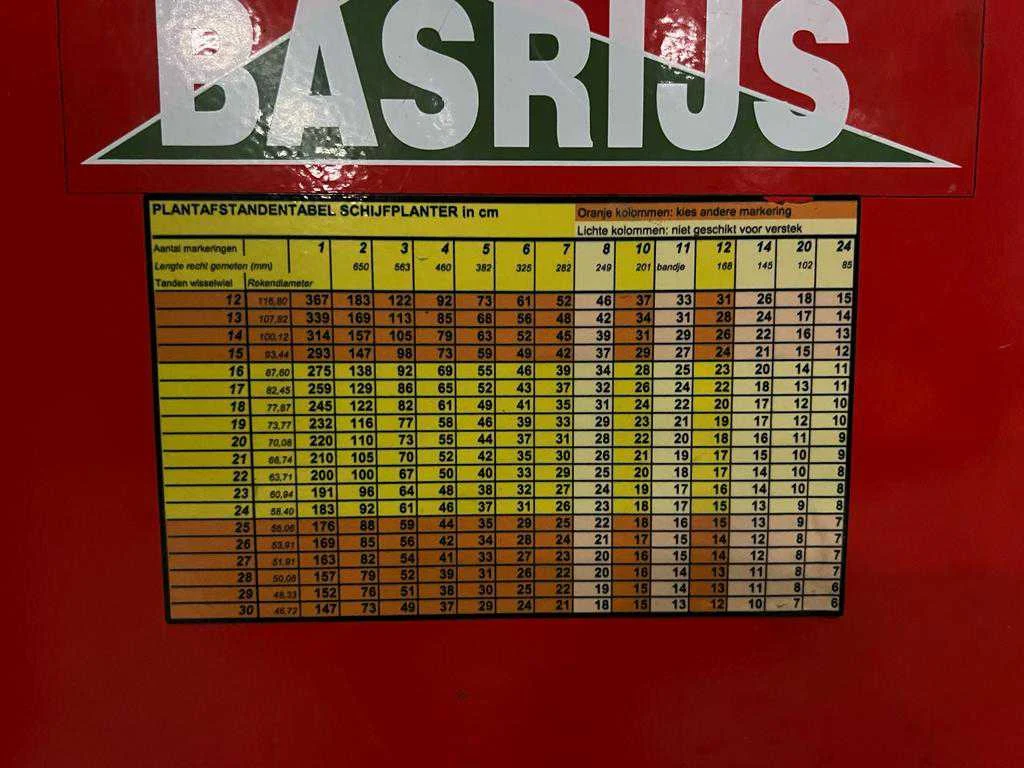 BASRIJS
PLANTAFSTANDENTABEL SCHIJFPLANTER in cm
Oranje kolommen: kies andere markering
Lichte kolommen: niet geschikt voor verstek
Aantal markeringen 1 2 3 4 5 6 7 8 10 11 12 14 20 24
Lengte recht gemeten (mm) 650 563 460 382 325 282 249 201 bandje 168 145 102 85
Tanden wisselwiel Rokendiameter
12 116,80 367 183 122 92 73 61 52 46 37 33 31 26 18 15
13 107,82 339 169 113 85 68 56 48 42 34 31 28 24 17 14
14 100,12 314 157 105 79 63 52 45 39 31 29 26 22 16 13
15 93,44 293 147 98 73 59 49 42 37 29 27 24 21 15 12
16 87,60 275 138 92 69 55 46 39 34 28 25 23 20 14 11
17 82,45 259 129 86 65 52 43 37 32 26 24 22 18 13 11
18 77,87 245 122 82 61 49 41 35 31 24 22 20 17 12 10
19 73,77 232 116 77 58 46 39 33 29 23 21 19 17 12 10
20 70,08 220 110 73 55 44 37 31 28 22 20 18 16 11 9
21 66,74 210 105 70 52 42 35 30 26 21 19 17 15 10 9
22 63,71 200 100 67 50 40 33 29 25 20 18 17 14 10 8
23 60,94 191 96 64 48 38 32 27 24 19 17 16 14 10 8
24 58,40 183 92 61 46 37 31 26 23 18 17 15 13 9 8
25 56,06 176 88 59 44 35 29 25 22 18 16 15 13 9 7
26 53,91 169 85 56 42 34 28 24 21 17 15 14 12 8 7
27 51,91 163 82 54 41 33 27 23 20 16 15 14 12 8 7
28 50,06 157 79 52 39 31 26 22 20 16 14 13 11 8 7
29 48,33 152 76 51 38 30 25 22 19 15 14 13 11 8 6
30 46,72 147 73 49 37 29 24 21 18 15 13 12 10 7 6